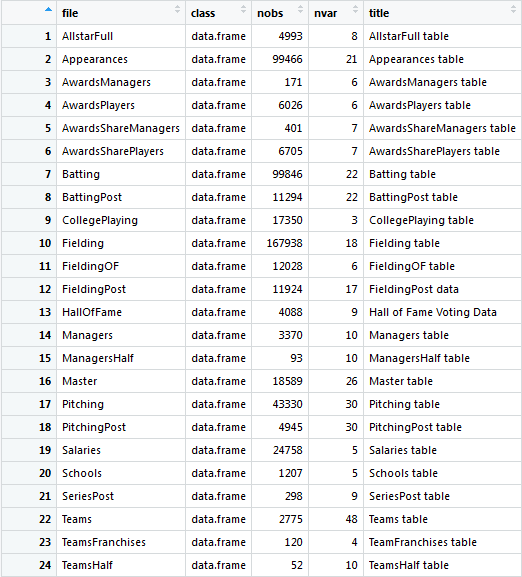 file class nobs nvar title
1 AllstarFull data.frame 4993 8 AllstarFull table
2 Appearances data.frame 99466 21 Appearances table
3 AwardsManagers data.frame 171 6 AwardsManagers table
4 AwardsPlayers data.frame 6026 6 AwardsPlayers table
5 AwardsShareManagers data.frame 401 7 AwardsShareManagers table
6 AwardsSharePlayers data.frame 6705 7 AwardsSharePlayers table
7 Batting data.frame 99846 22 Batting table
8 BattingPost data.frame 11294 22 BattingPost table
9 CollegePlaying data.frame 17350 3 CollegePlaying table
10 Fielding data.frame 167938 18 Fielding table
11 FieldingOF data.frame 12028 6 FieldingOF table
12 FieldingPost data.frame 11924 17 FieldingPost data
13 HallOfFame data.frame 4088 9 Hall of Fame Voting Data
14 Managers data.frame 3370 10 Managers table
15 ManagersHalf data.frame 93 10 ManagersHalf table
16 Master data.frame 18589 26 Master table
17 Pitching data.frame 43330 30 Pitching table
18 PitchingPost data.frame 4945 30 PitchingPost table
19 Salaries data.frame 24758 5 Salaries table
20 Schools data.frame 1207 5 Schools table
21 SeriesPost data.frame 298 9 SeriesPost table
22 Teams data.frame 2775 48 Teams table
23 TeamsFranchises data.frame 120 4 TeamFranchises table
24 TeamsHalf data.frame 52 10 TeamsHalf table